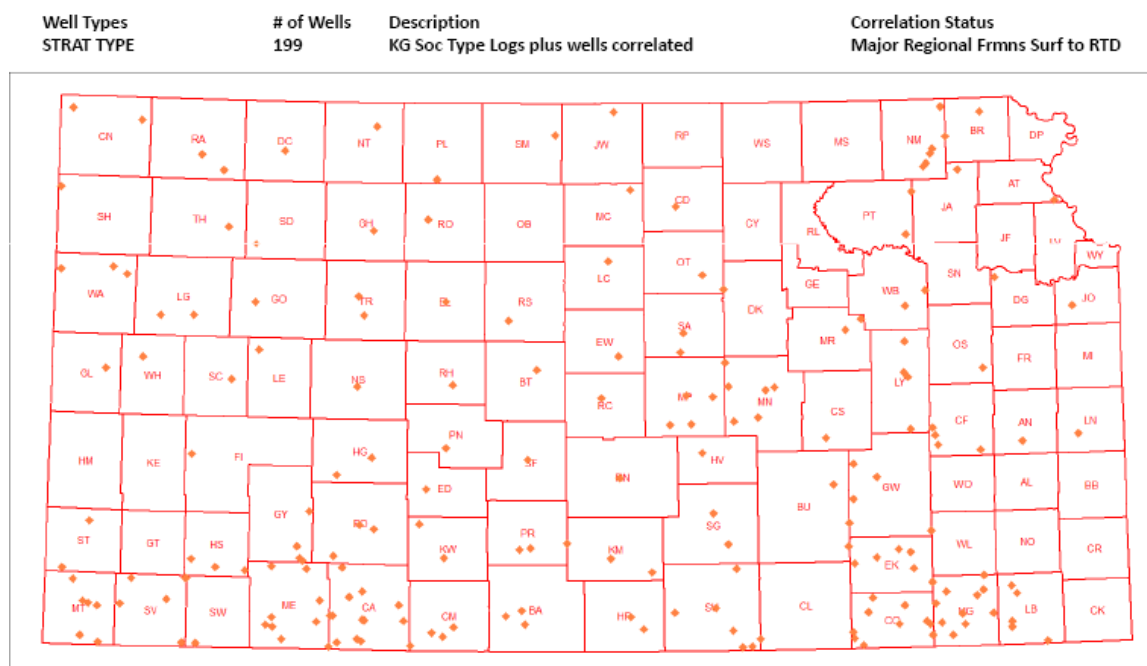 Well Types # of Wells Description Correlation Status
STRAT TYPE 199 KG Soc Type Logs plus wells correlated Major Regional Frmns Surf to RTD
CN RA DC NT PL SM JW RP WS MS NM BR DP
SH TH SD GH RO OB MC CD CY RL PT JA AT
JF WY
WA LG GO TR EL RS LC OT DK GE WB SN DG JO
GL WH SC LE NS RH BT EW SA MR LY OS FR MI
RC MP MN CS CF AN LN
HM KE FI HG PN SF RN HV BU GW WO AL BB
ED
GY FO PR SG
ST GT HS KW KM EK WL NO CR
MT SV SW ME CA CM BA HP SM CL CQ MG LB CK